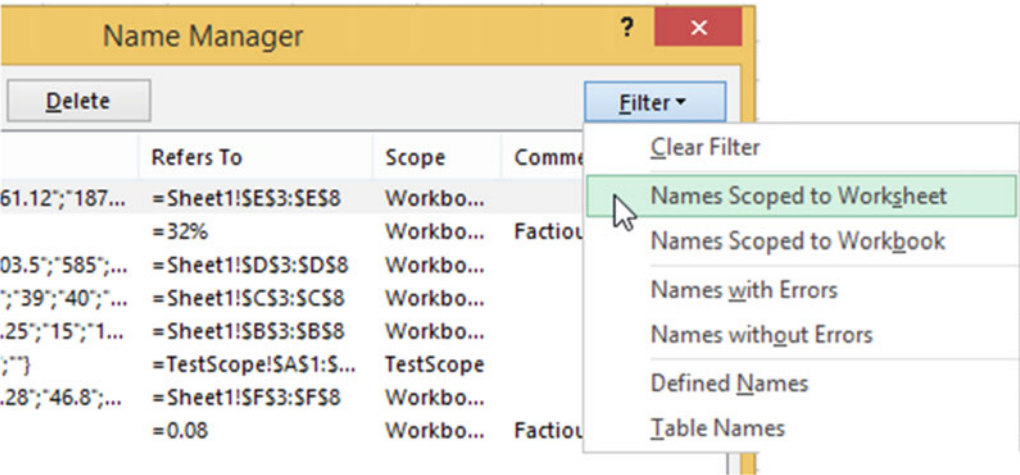 Name Manager ? ×
Delete Filter
Refers To Scope Comme
Clear Filter
61.12";"187... =Sheet1!$E$3:$E$8 Workbo...
Names Scoped to Worksheet
=32% Workbo... Factiou
Names Scoped to Workbook
03.5";"585";... =Sheet1!$D$3:$D$8 Workbo...
";"39";"40";"... =Sheet1!$C$3:$C$8 Workbo...
Names with Errors
.25";"15";"1... =Sheet1!$B$3:$B$8 Workbo...
Names without Errors
;""} =TestScope!$A$1:$... TestScope
Defined Names
.28";"46.8";... =Sheet1!$F$3:$F$8 Workbo...
Table Names
=0.08 Workbo... Factiou